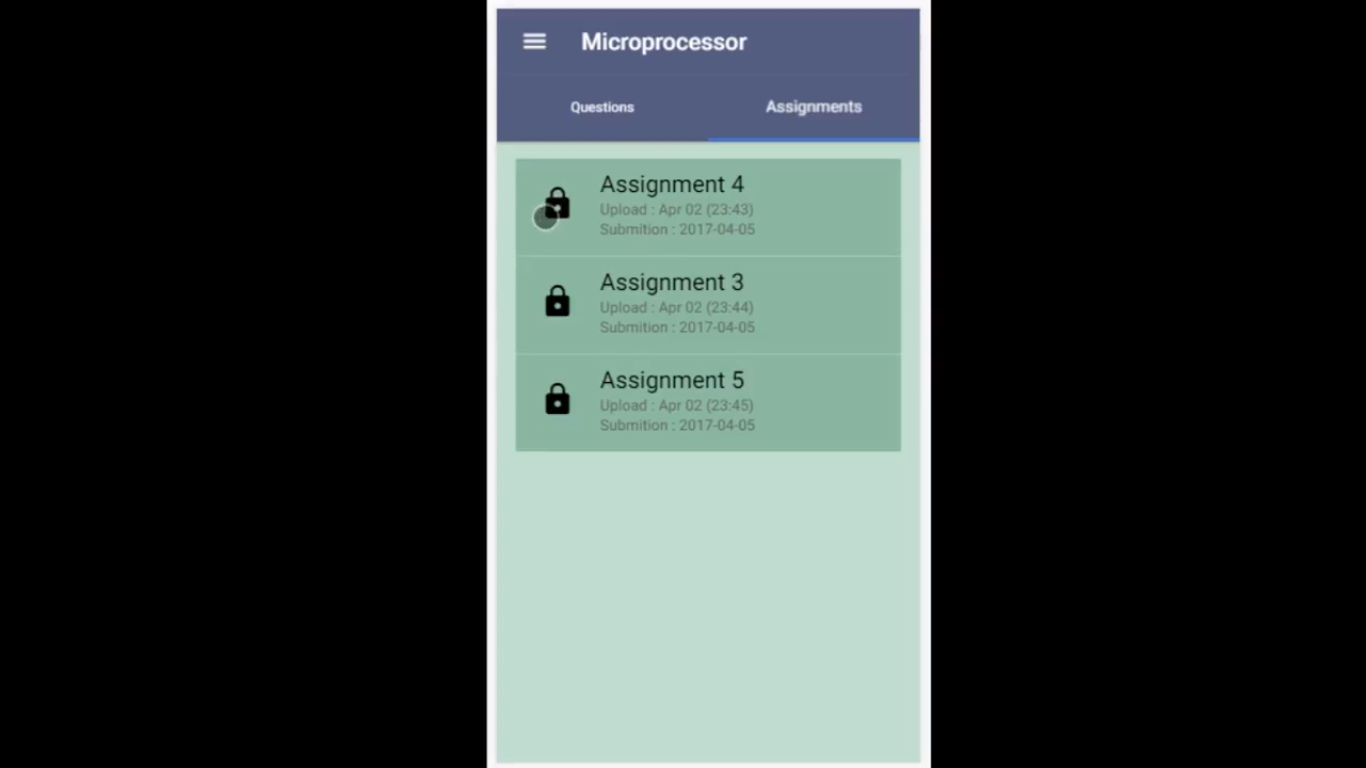 Microprocessor
Questions
Assignments
Assignment 4
Upload : Apr 02 (23:43)
Submition : 2017-04-05
Assignment 3
Upload : Apr 02 (23:44)
Submition : 2017-04-05
Assignment 5
Upload : Apr 02 (23:45)
Submition : 2017-04-05